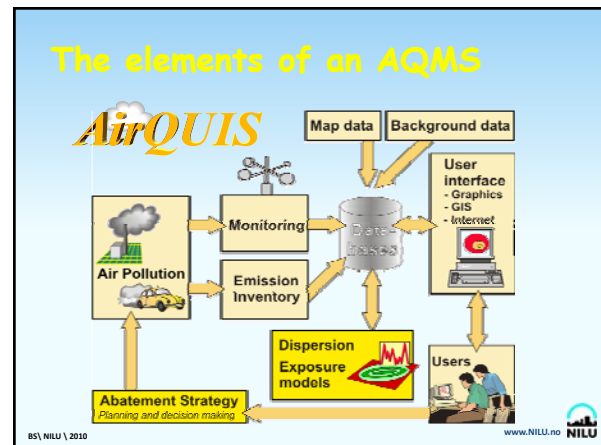 The elements of an AQMS
AirQUIS
Map data
Background data
User
interface
- Graphics
- GIS
- Internet
Monitoring
Data
bases
Air Pollution
Emission
Inventory
Dispersion
Exposure
models
Users
Abatement Strategy
Planning and decision making
BS\ NILU \ 2010
www.NILU.no
NILU